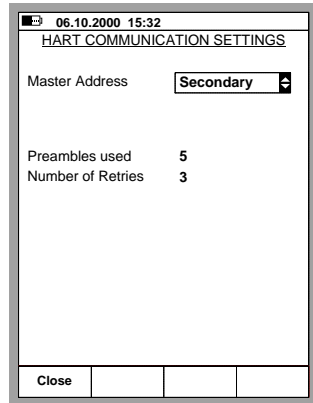 06.10.2000 15:32
HART COMMUNICATION SETTINGS
Master Address Secondary
Preambles used 5
Number of Retries 3
Close